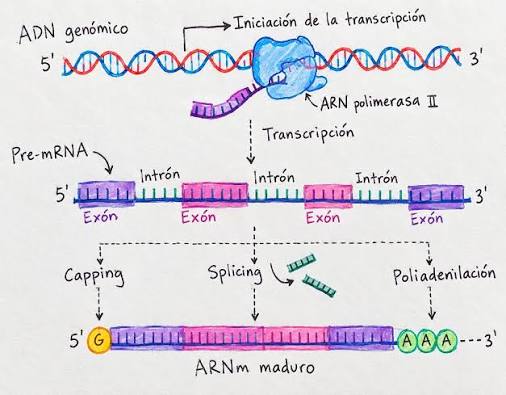 ADN genómico
Iniciación de la transcripción
5' 3'
ARN polimerasa II
Transcripción
Pre-mRNA
Intrón Intrón Intrón
5' 3'
Exón Exón Exón Exón
Capping Splicing Poliadenilación
5' G A A A 3'
ARNm maduro